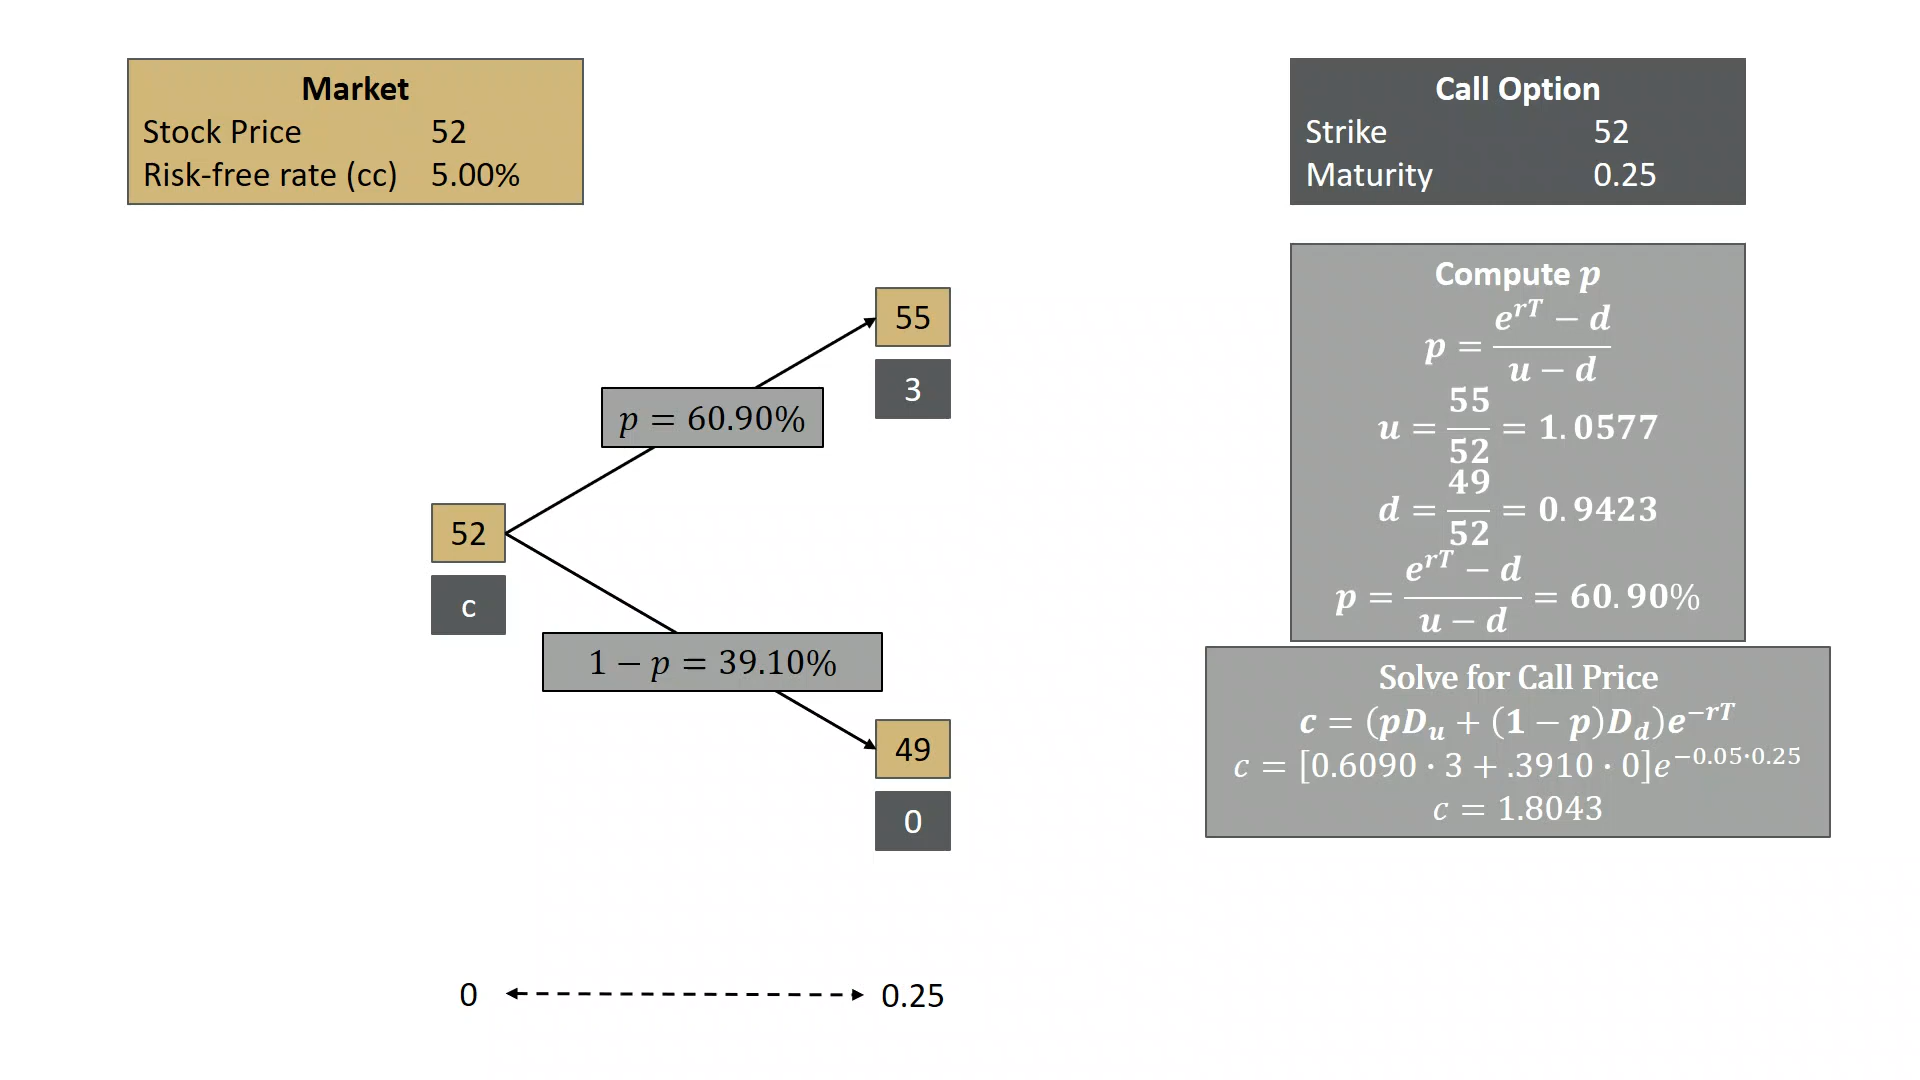 Market
Stock Price 52
Risk-free rate (cc) 5.00%
Call Option
Strike 52
Maturity 0.25
55
3
p = 60.90%
52
c
1 − p = 39.10%
49
0
0
0.25
Compute p
p = (e^{rT} − d)/(u − d)
u = 55/52 = 1.0577
d = 49/52 = 0.9423
p = (e^{rT} − d)/(u − d) = 60.90%
Solve for Call Price
c = (pD_u + (1 − p)D_d)e^{−rT}
c = [0.6090 · 3 + .3910 · 0]e^{−0.05·0.25}
c = 1.8043